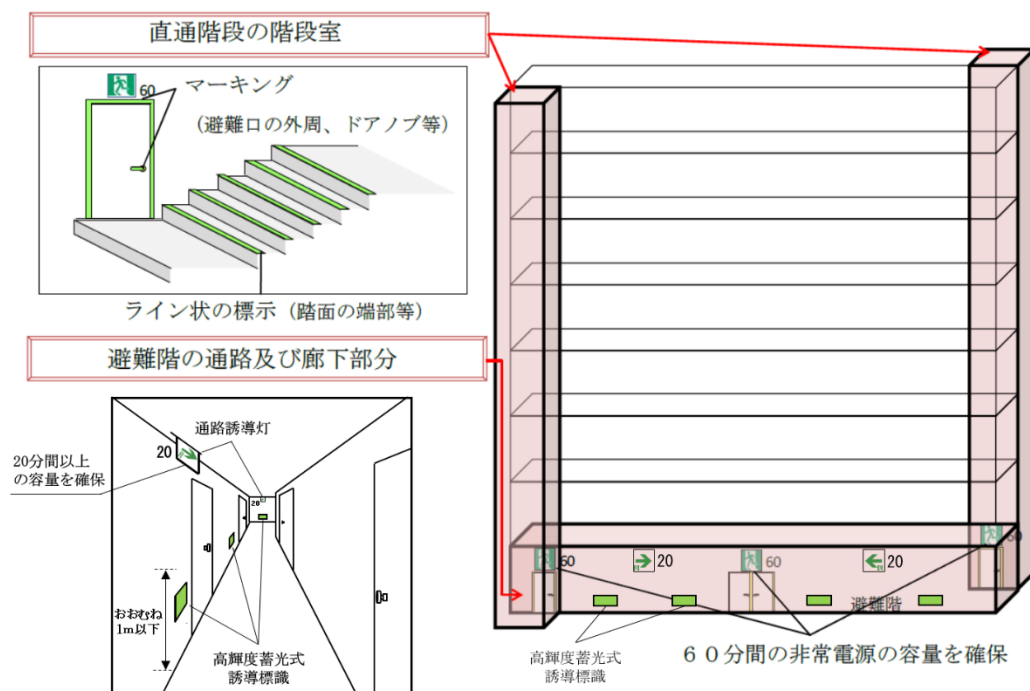 直通階段の階段室
60
マーキング
(避難口の外周、ドアノブ等)
ライン状の標示(踏面の端部等)
避難階の通路及び廊下部分
通路誘導灯
20
20分間以上
の容量を確保
20
おおむね
1m以下
高輝度蓄光式
誘導標識
60
20
60
20
60
避難階
高輝度蓄光式
誘導標識
60分間の非常電源の容量を確保